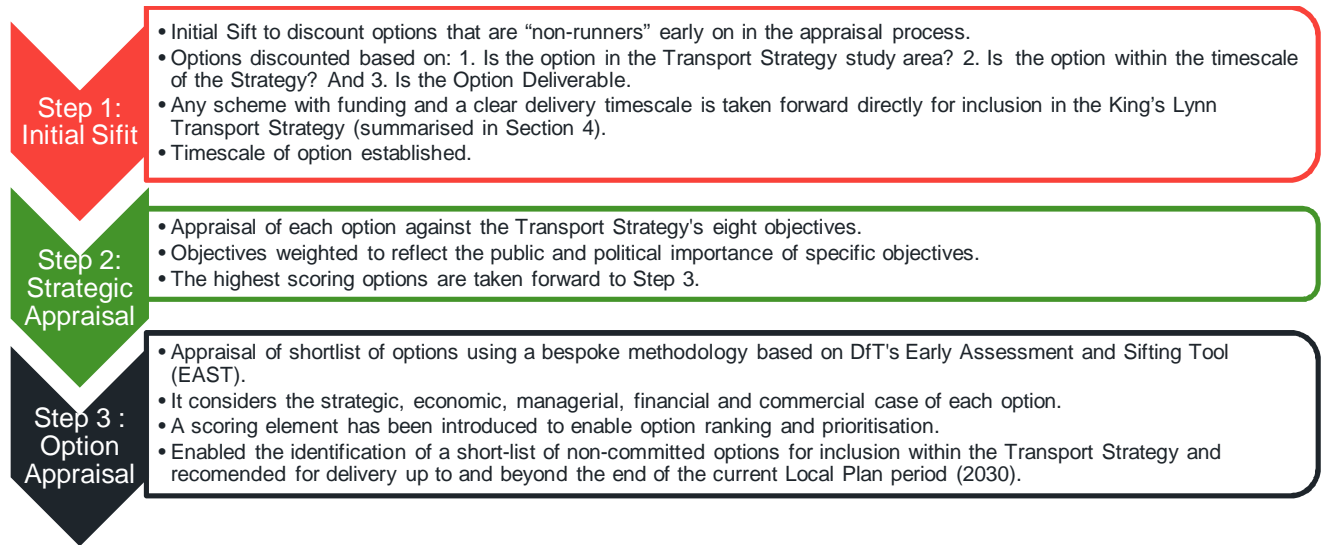 Step 1:
Initial Sifit
• Initial Sift to discount options that are “non-runners” early on in the appraisal process.
• Options discounted based on: 1. Is the option in the Transport Strategy study area? 2. Is the option within the timescale
of the Strategy? And 3. Is the Option Deliverable.
• Any scheme with funding and a clear delivery timescale is taken forward directly for inclusion in the King’s Lynn
Transport Strategy (summarised in Section 4).
• Timescale of option established.
Step 2:
Strategic
Appraisal
• Appraisal of each option against the Transport Strategy's eight objectives.
• Objectives weighted to reflect the public and political importance of specific objectives.
• The highest scoring options are taken forward to Step 3.
Step 3 :
Option
Appraisal
• Appraisal of shortlist of options using a bespoke methodology based on DfT's Early Assessment and Sifting Tool
(EAST).
• It considers the strategic, economic, managerial, financial and commercial case of each option.
• A scoring element has been introduced to enable option ranking and prioritisation.
• Enabled the identification of a short-list of non-committed options for inclusion within the Transport Strategy and
recomended for delivery up to and beyond the end of the current Local Plan period (2030).